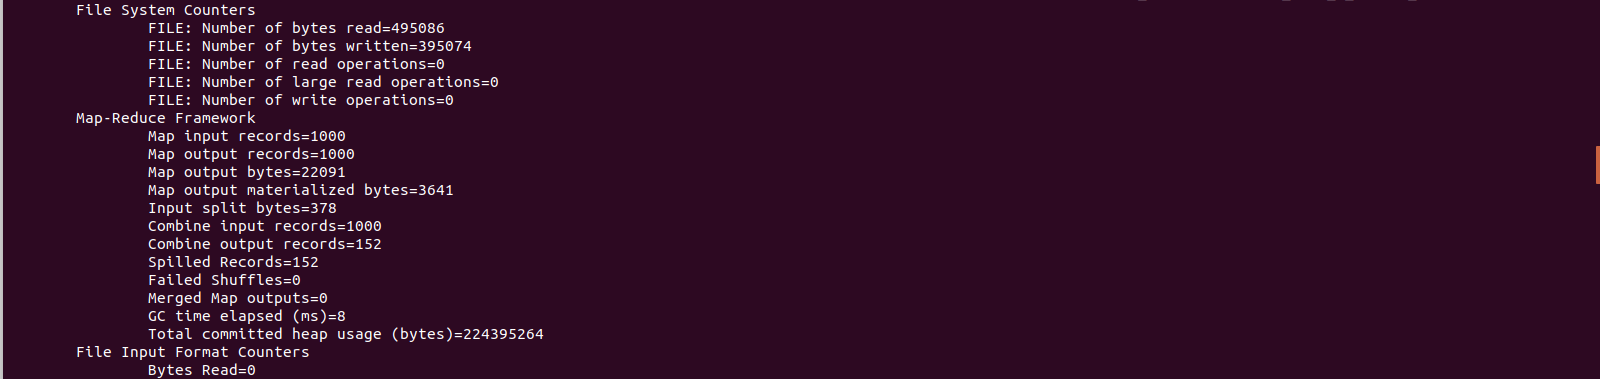 File System Counters
FILE: Number of bytes read=495086
FILE: Number of bytes written=395074
FILE: Number of read operations=0
FILE: Number of large read operations=0
FILE: Number of write operations=0
Map-Reduce Framework
Map input records=1000
Map output records=1000
Map output bytes=22091
Map output materialized bytes=3641
Input split bytes=378
Combine input records=1000
Combine output records=152
Spilled Records=152
Failed Shuffles=0
Merged Map outputs=0
GC time elapsed (ms)=8
Total committed heap usage (bytes)=224395264
File Input Format Counters
Bytes Read=0